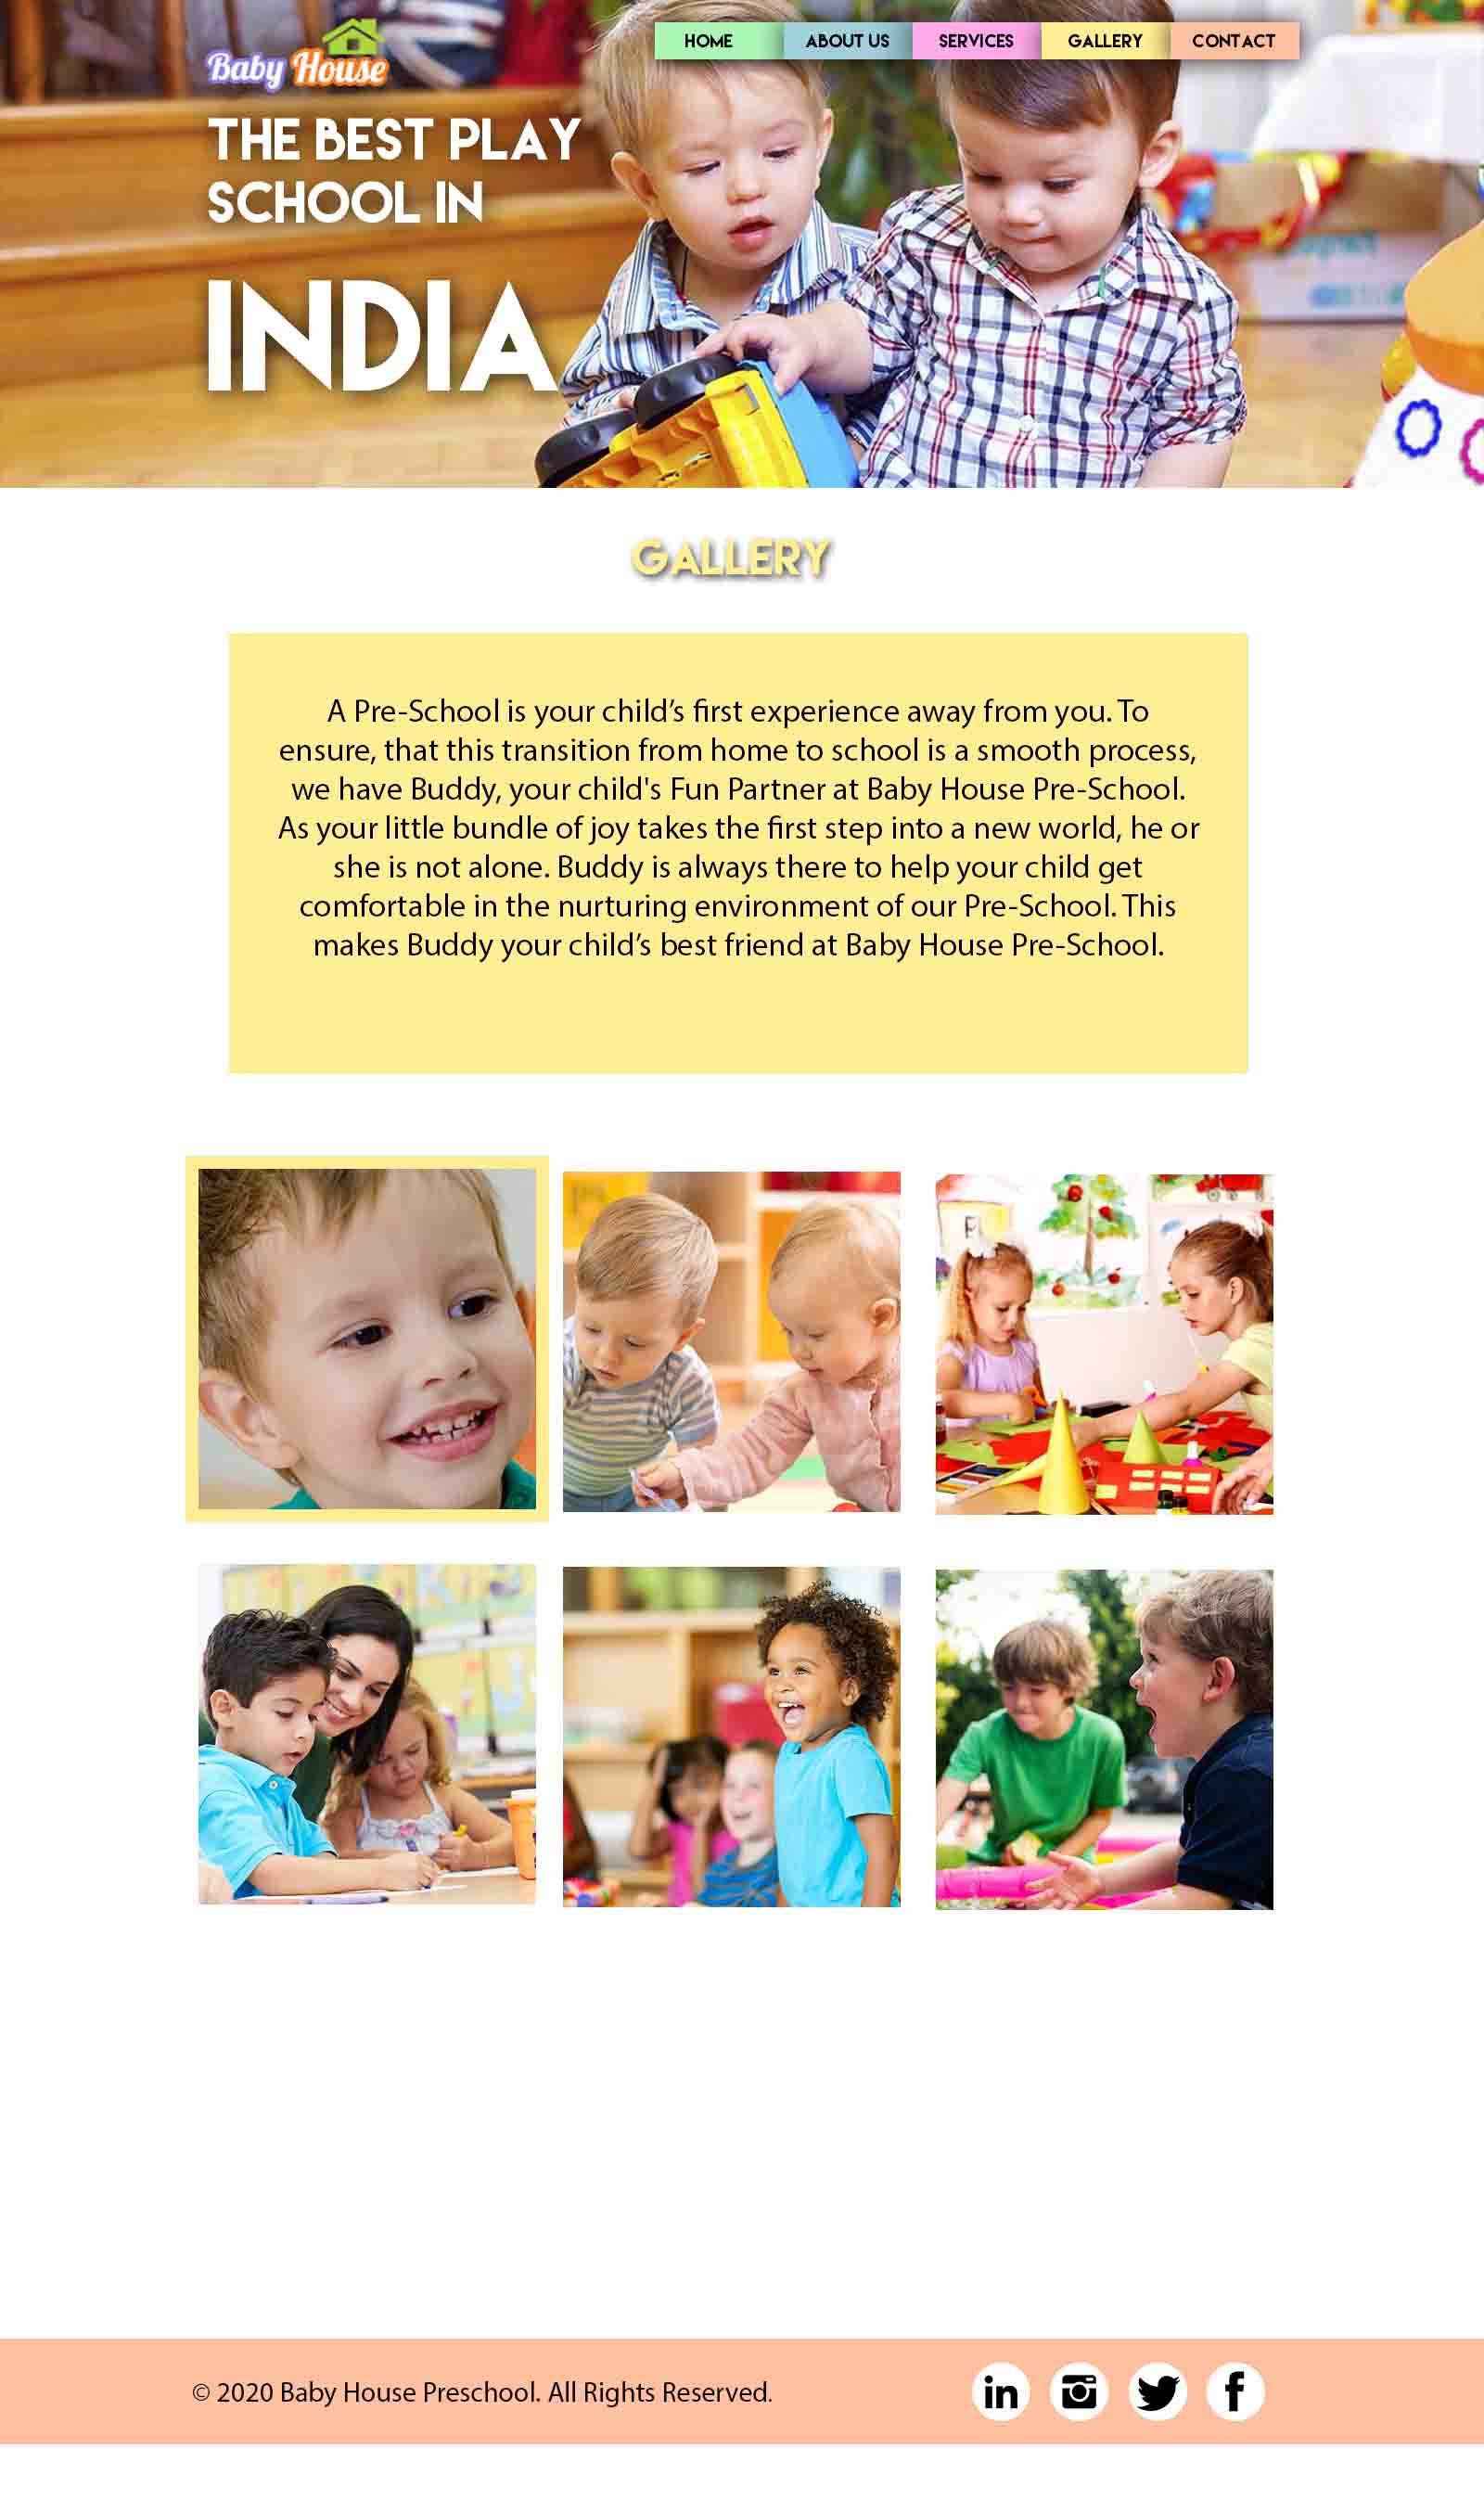 Baby House
HOME
ABOUT US
SERVICES
GALLERY
CONTACT
THE BEST PLAY
SCHOOL IN
INDIA
GALLERY
A Pre-School is your child’s first experience away from you. To
ensure, that this transition from home to school is a smooth process,
we have Buddy, your child's Fun Partner at Baby House Pre-School.
As your little bundle of joy takes the first step into a new world, he or
she is not alone. Buddy is always there to help your child get
comfortable in the nurturing environment of our Pre-School. This
makes Buddy your child’s best friend at Baby House Pre-School.
© 2020 Baby House Preschool. All Rights Reserved.
in
f